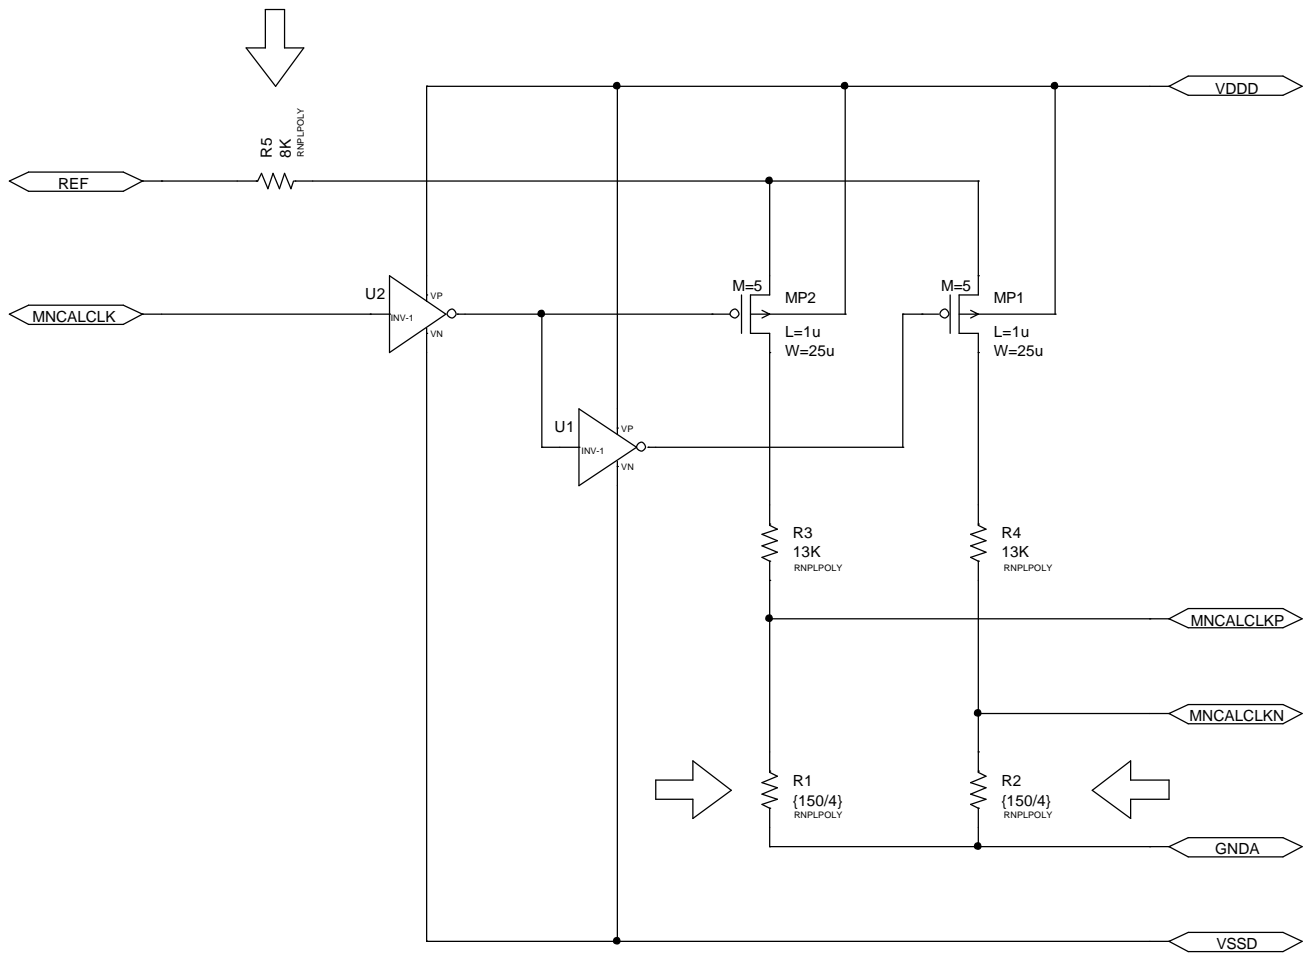 R5
8K
RNPLPOLY
VDDD
REF
MNCALCLK
U2
INV-1
VP
VN
M=5
MP2
L=1u
W=25u
M=5
MP1
L=1u
W=25u
U1
INV-1
VP
VN
R3
13K
RNPLPOLY
R4
13K
RNPLPOLY
MNCALCLKP
MNCALCLKN
R1
{150/4}
RNPLPOLY
R2
{150/4}
RNPLPOLY
GNDA
VSSD